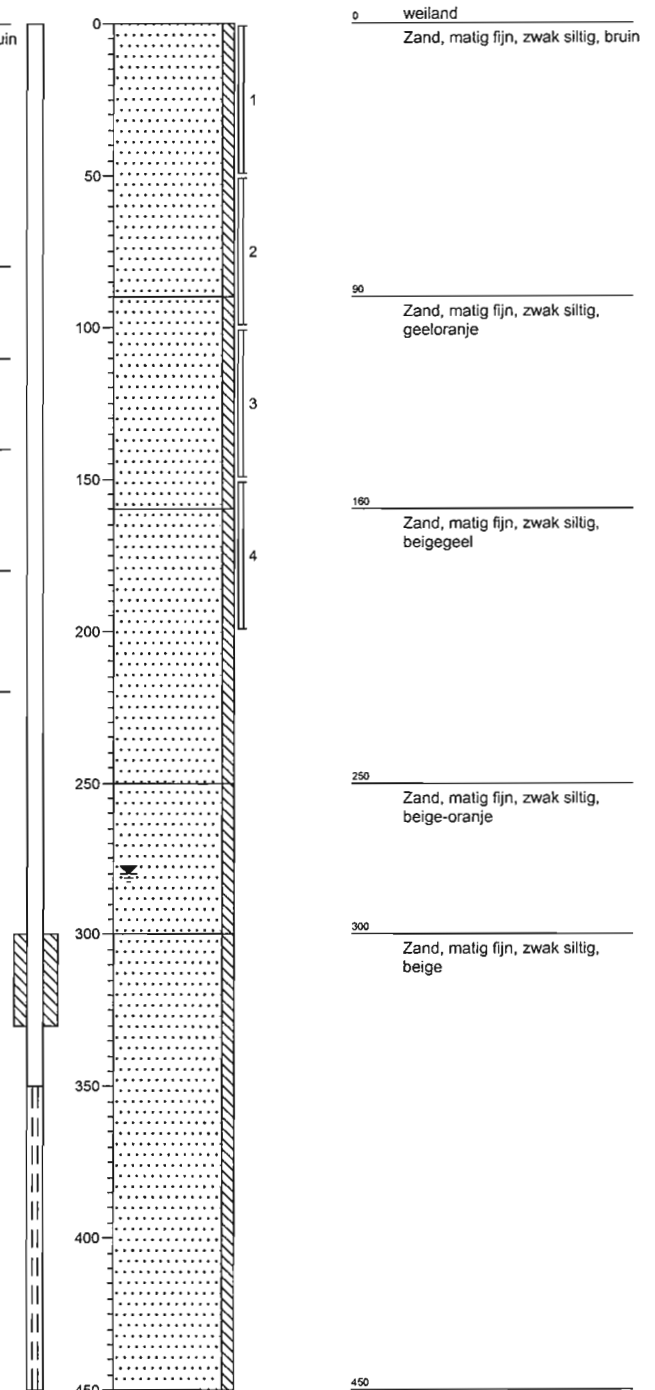 uin
0
50
100
150
200
250
300
350
400
450
1
2
3
4
0 weiland
Zand, matig fijn, zwak siltig, bruin
90
Zand, matig fijn, zwak siltig,
geeloranje
160
Zand, matig fijn, zwak siltig,
beigegeel
250
Zand, matig fijn, zwak siltig,
beige-oranje
300
Zand, matig fijn, zwak siltig,
beige
450